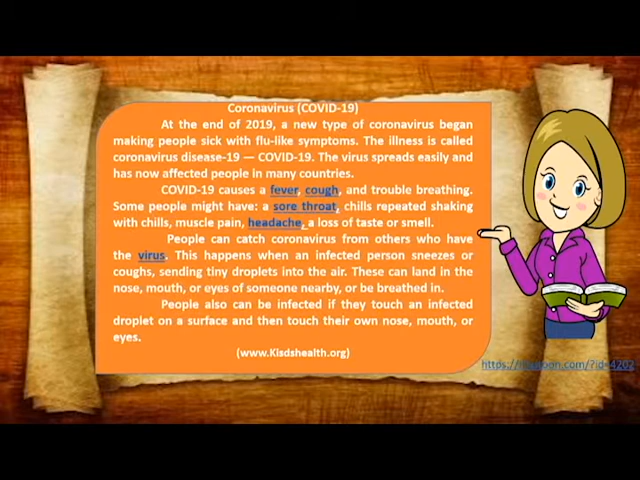 Coronavirus (COVID-19)
At the end of 2019, a new type of coronavirus began
making people sick with flu-like symptoms. The illness is called
coronavirus disease-19 — COVID-19. The virus spreads easily and
has now affected people in many countries.
COVID-19 causes a fever, cough, and trouble breathing.
Some people might have: a sore throat, chills repeated shaking
with chills, muscle pain, headache, a loss of taste or smell.
People can catch coronavirus from others who have
the virus. This happens when an infected person sneezes or
coughs, sending tiny droplets into the air. These can land in the
nose, mouth, or eyes of someone nearby, or be breathed in.
People also can be infected if they touch an infected
droplet on a surface and then touch their own nose, mouth, or
eyes.
(www.Kisdshealth.org)